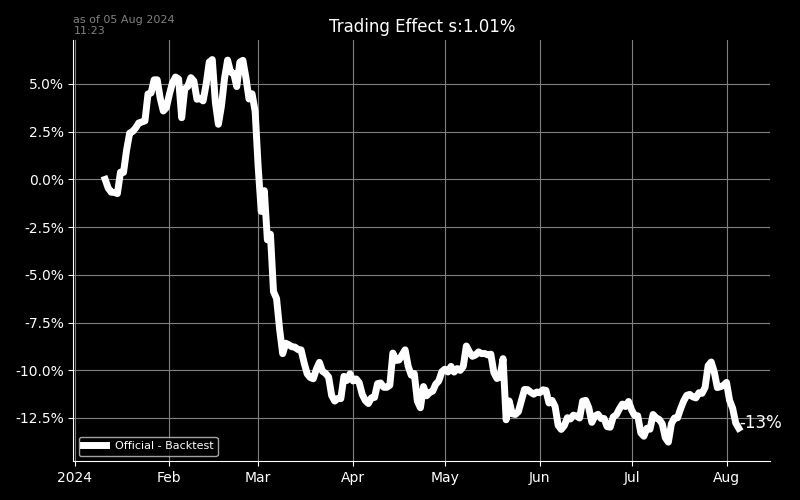 as of 05 Aug 2024
11:23
Trading Effect s:1.01%
5.0%
2.5%
0.0%
-2.5%
-5.0%
-7.5%
-10.0%
-12.5%
-13%
Official - Backtest
2024 Feb Mar Apr May Jun Jul Aug